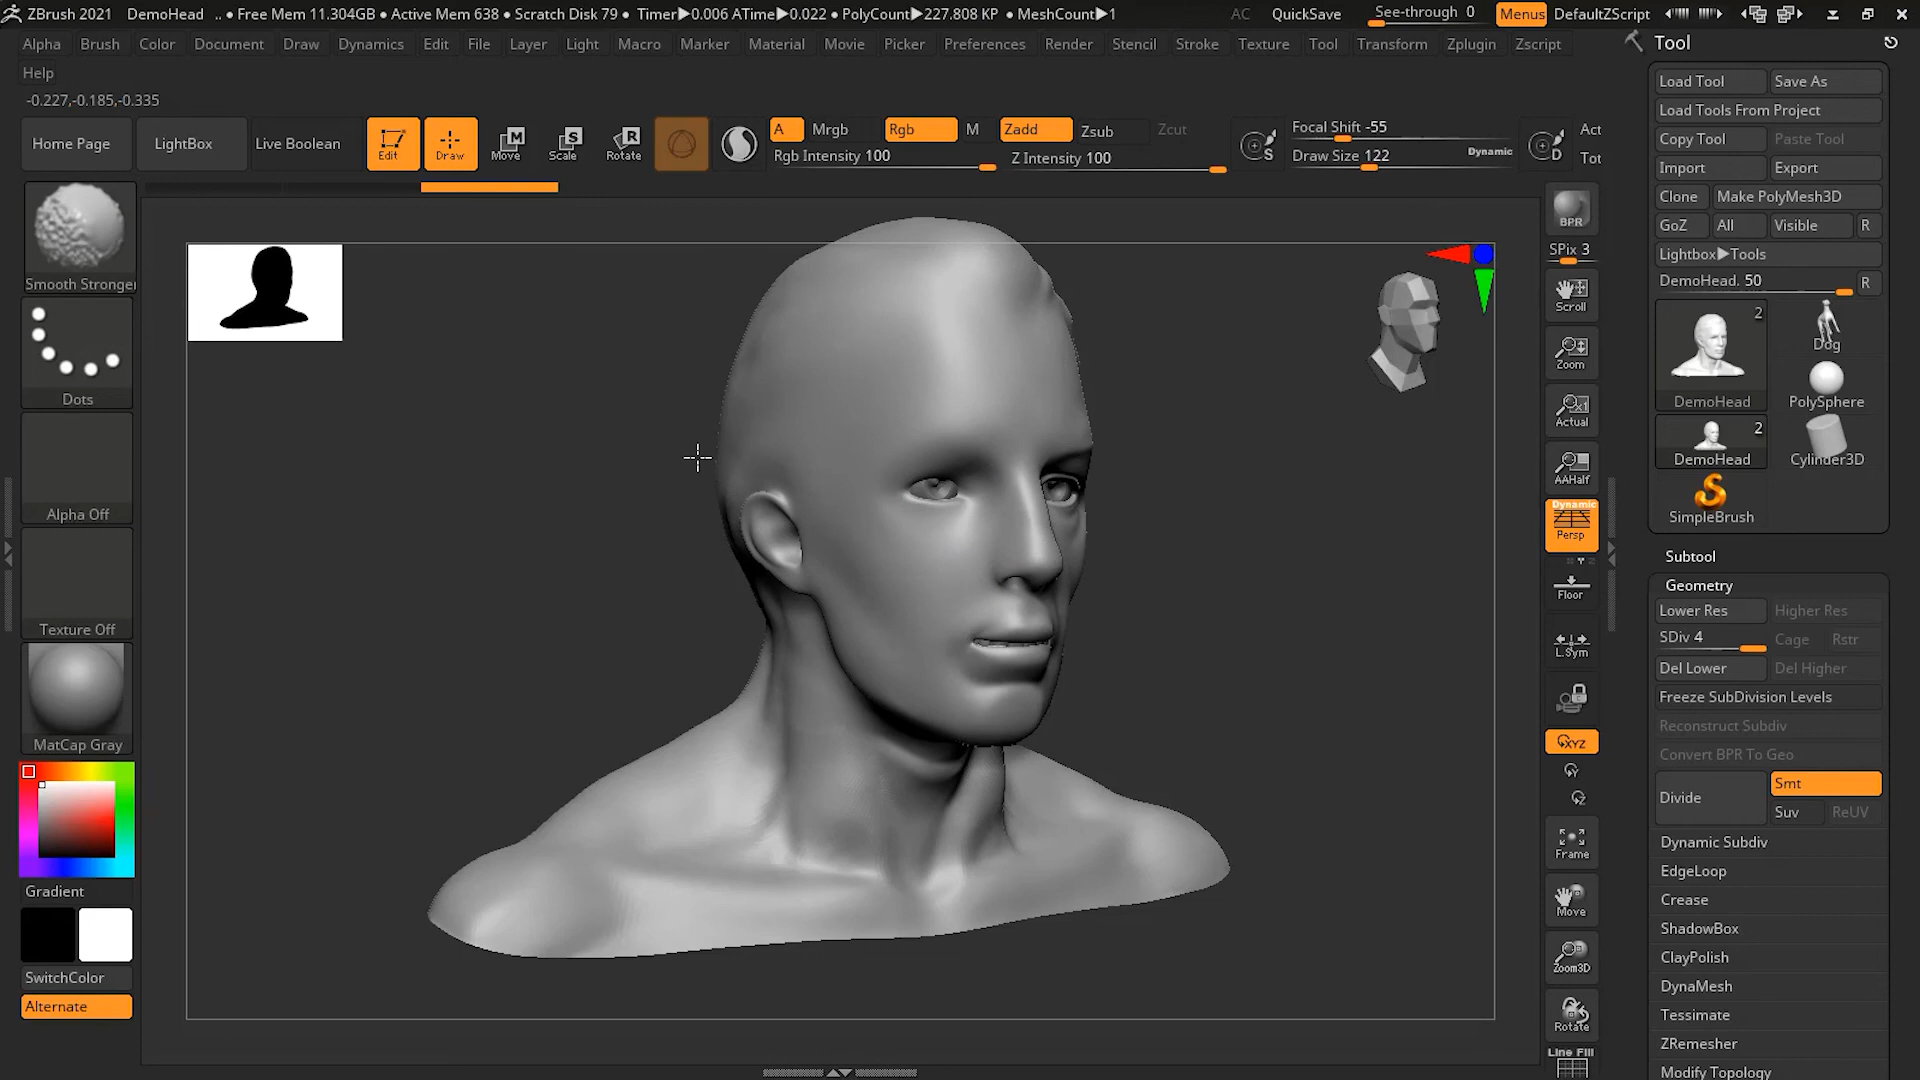 ZBrush 2021 DemoHead .. • Free Mem 11.304GB • Active Mem 638 • Scratch Disk 79 • Timer▶0.006 ATime▶0.022 • PolyCount▶227.808 KP • MeshCount▶1 AC QuickSave See-through 0 Menus DefaultZScript
Alpha Brush Color Document Draw Dynamics Edit File Layer Light Macro Marker Material Movie Picker Preferences Render Stencil Stroke Texture Tool Transform Zplugin Zscript
Help
-0.227,-0.185,-0.335
Home Page LightBox Live Boolean Edit Draw Move Scale Rotate
M S R
A Mrgb Rgb M Zadd Zsub Zcut
Rgb Intensity 100 Z Intensity 100
S Focal Shift -55
Draw Size 122 Dynamic
D Act
Tot
Smooth Stronger
Dots
Alpha Off
Texture Off
MatCap Gray
Gradient
SwitchColor
Alternate
BPR
SPix 3
Scroll
Zoom
Actual
AAHalf
Dynamic
Persp
Floor
L.Sym
XYZ
Y
Z
Frame
Move
Zoom3D
Rotate
Line Fill
Tool
Load Tool Save As
Load Tools From Project
Copy Tool Paste Tool
Import Export
Clone Make PolyMesh3D
GoZ All Visible R
Lightbox▶Tools
DemoHead. 50 R
2
DemoHead Dog
PolySphere
2
DemoHead Cylinder3D
SimpleBrush
Subtool
Geometry
Lower Res Higher Res
SDiv 4 Cage Rstr
Del Lower Del Higher
Freeze SubDivision Levels
Reconstruct Subdiv
Convert BPR To Geo
Divide Smt
Suv ReUV
Dynamic Subdiv
EdgeLoop
Crease
ShadowBox
ClayPolish
DynaMesh
Tessimate
ZRemesher
Modify Topology